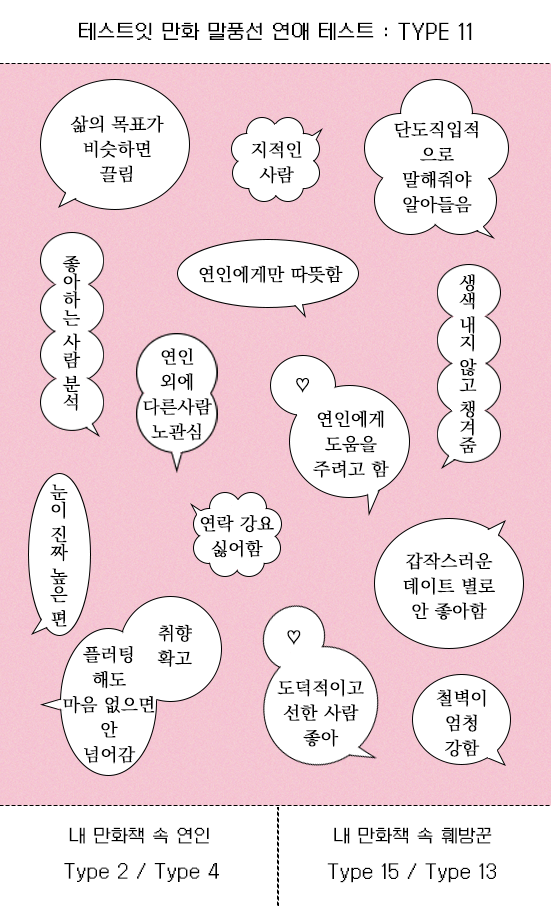 테스트잇 만화 말풍선 연애 테스트 : TYPE 11
삶의 목표가
비슷하면
끌림
지적인
사람
단도직입적
으로
말해줘야
알아들음
좋아하는 사람 분석
연인에게만 따뜻함
생색 내지 않고 챙겨줌
연인
외에
다른사람
노관심
♡
연인에게
도움을
주려고 함
눈이 진짜 높은 편
연락 강요
싫어함
갑작스러운
데이트 별로
안 좋아함
취향
확고
플러팅
해도
마음 없으면
안
넘어감
♡
도덕적이고
선한 사람
좋아
철벽이
엄청
강함
내 만화책 속 연인
Type 2 / Type 4
내 만화책 속 훼방꾼
Type 15 / Type 13